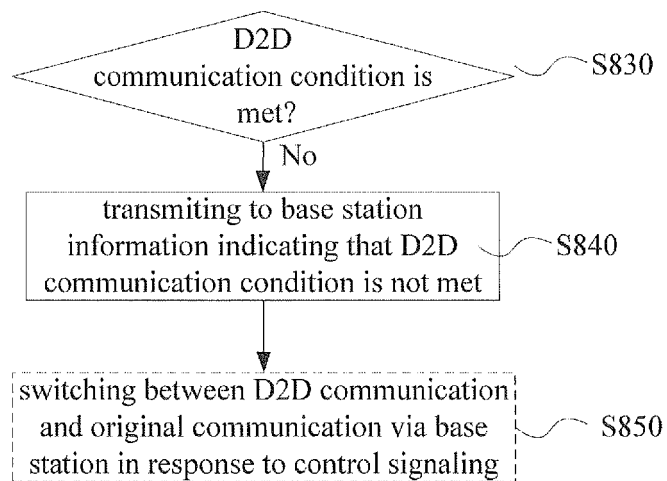 D2D
communication condition is
met?
S830
No
transmiting to base station
information indicating that D2D
communication condition is not met
S840
switching between D2D communication
and original communication via base
station in response to control signaling
S850